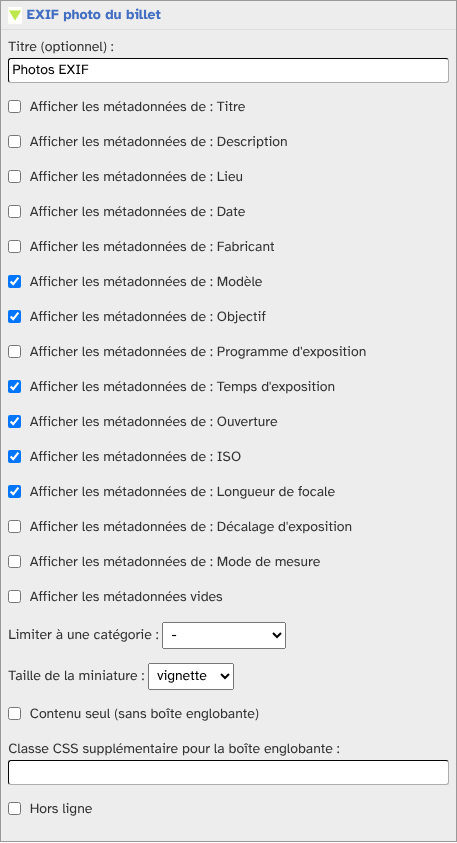 EXIF photo du billet
Titre (optionnel) :
Photos EXIF
Afficher les métadonnées de : Titre
Afficher les métadonnées de : Description
Afficher les métadonnées de : Lieu
Afficher les métadonnées de : Date
Afficher les métadonnées de : Fabricant
Afficher les métadonnées de : Modèle
Afficher les métadonnées de : Objectif
Afficher les métadonnées de : Programme d'exposition
Afficher les métadonnées de : Temps d'exposition
Afficher les métadonnées de : Ouverture
Afficher les métadonnées de : ISO
Afficher les métadonnées de : Longueur de focale
Afficher les métadonnées de : Décalage d'exposition
Afficher les métadonnées de : Mode de mesure
Afficher les métadonnées vides
Limiter à une catégorie : -
Taille de la miniature : vignette
Contenu seul (sans boîte englobante)
Classe CSS supplémentaire pour la boîte englobante :
Hors ligne